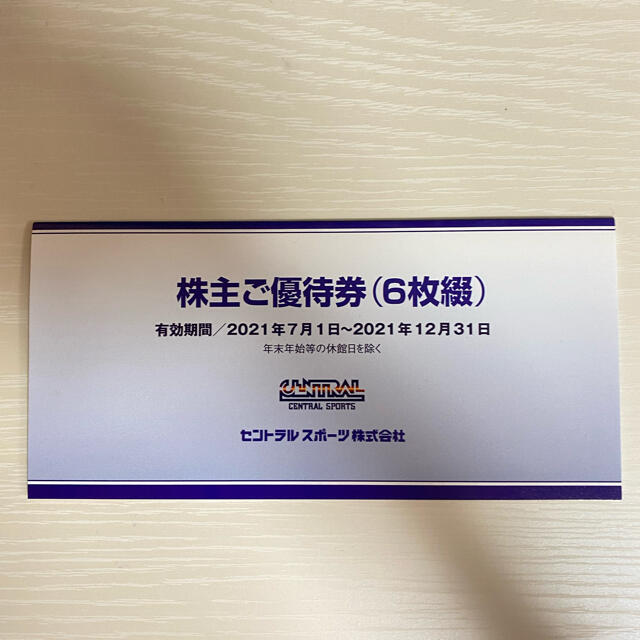 株主ご優待券（6枚綴）
有効期間／2021年7月1日〜2021年12月31日
年末年始等の休館日を除く
CENTRAL
CENTRAL SPORTS
セントラルスポーツ株式会社